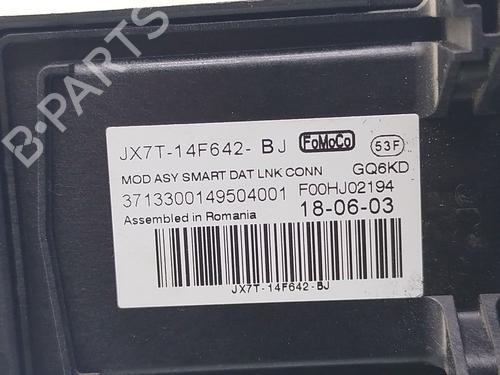 B-PARTS
JX7T-14F642- BJ FoMoCo 53F
MOD ASY SMART DAT LNK CONN GQ6KD
3713300149504001 F00HJ02194
Assembled in Romania 18-06-03
JX7T-14F642-BJ